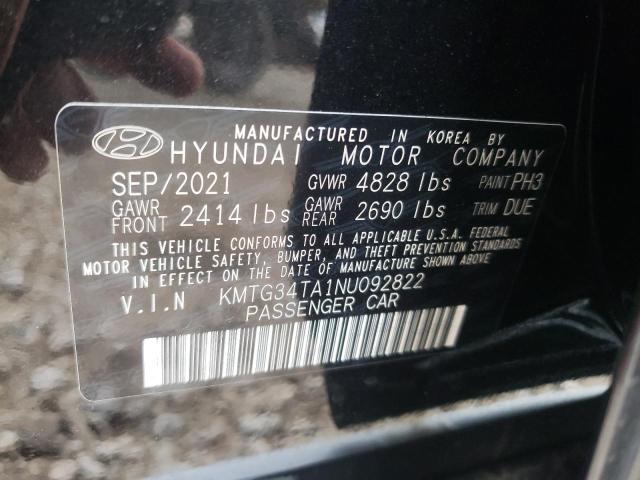 MANUFACTURED IN KOREA BY
HYUNDAI MOTOR COMPANY
SEP/2021 GVWR 4828 lbs PAINT PH3
GAWR FRONT 2414 lbs GAWR REAR 2690 lbs TRIM DUE
THIS VEHICLE CONFORMS TO ALL APPLICABLE U.S.A. FEDERAL
MOTOR VEHICLE SAFETY, BUMPER, AND THEFT PREVENTION STANDARDS
IN EFFECT ON THE DATE OF MANUFACTURE SHOWN ABOVE
V.I.N KMTG34TA1NU092822
PASSENGER CAR